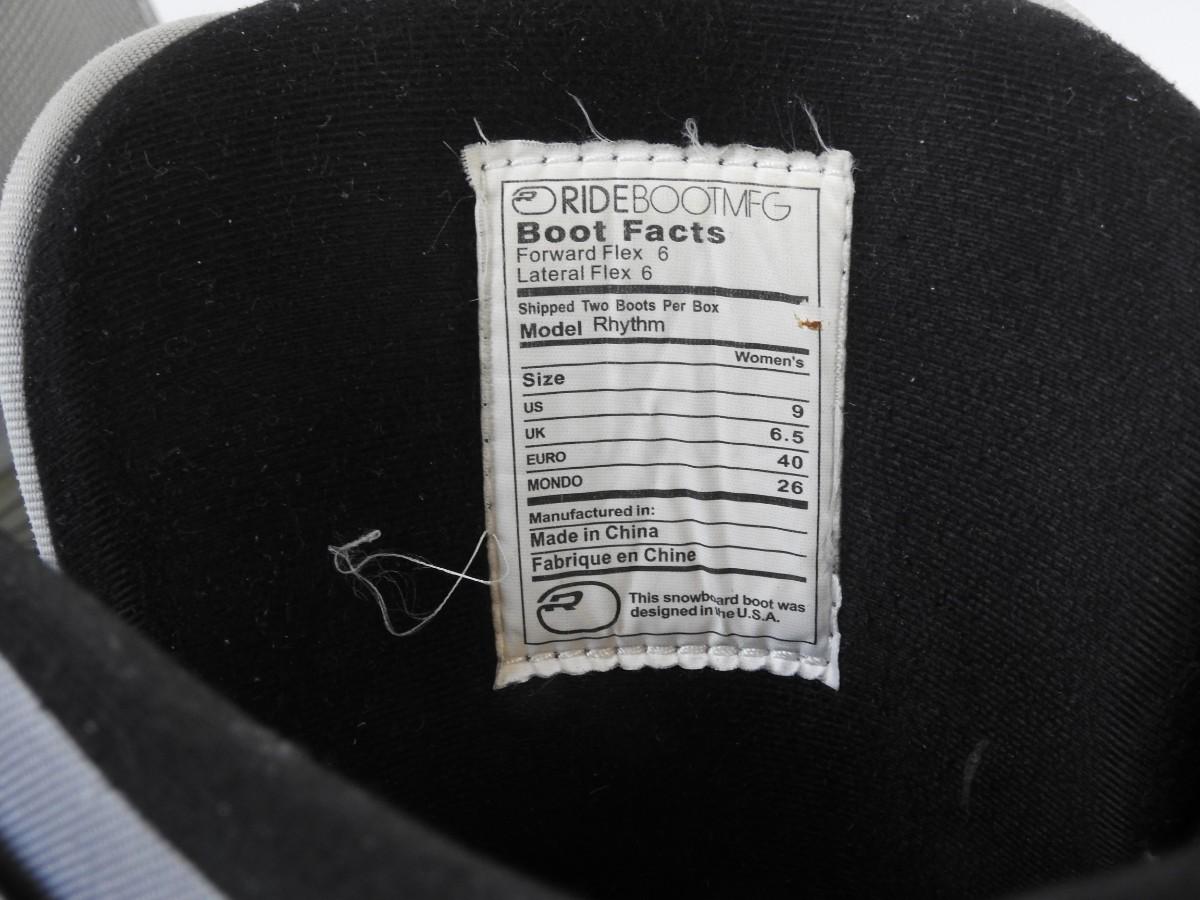 RIDEBOOTMFG
Boot Facts
Forward Flex 6
Lateral Flex 6
Shipped Two Boots Per Box
Model Rhythm
Women's
Size
US 9
UK 6.5
EURO 40
MONDO 26
Manufactured in:
Made in China
Fabrique en Chine
This snowboard boot was
designed in the U.S.A.